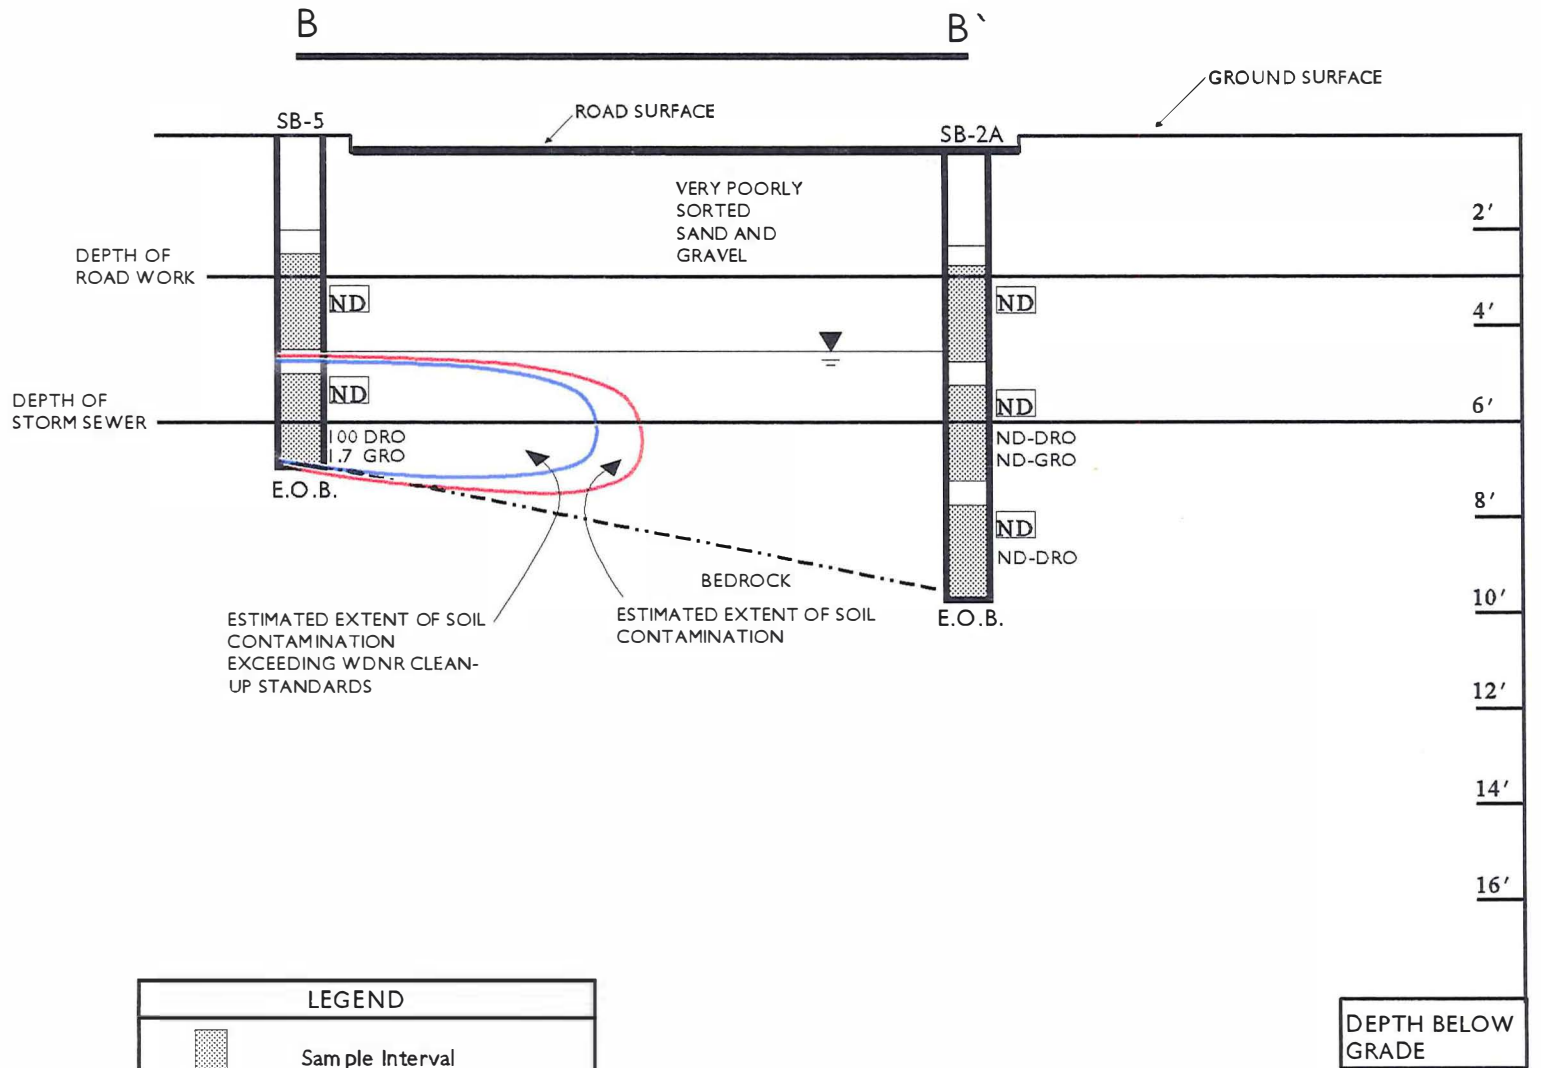 B
B`
GROUND SURFACE
ROAD SURFACE
SB-5
SB-2A
VERY POORLY
SORTED
SAND AND
GRAVEL
2'
DEPTH OF
ROAD WORK
ND
ND
4'
ND
DEPTH OF
STORM SEWER
ND
6'
100 DRO
1.7 GRO
ND-DRO
ND-GRO
E.O.B.
8'
ND
ND-DRO
BEDROCK
10'
E.O.B.
ESTIMATED EXTENT OF SOIL
CONTAMINATION
EXCEEDING WDNR CLEAN-
UP STANDARDS
ESTIMATED EXTENT OF SOIL
CONTAMINATION
12'
14'
16'
LEGEND
Sample Interval
DEPTH BELOW
GRADE